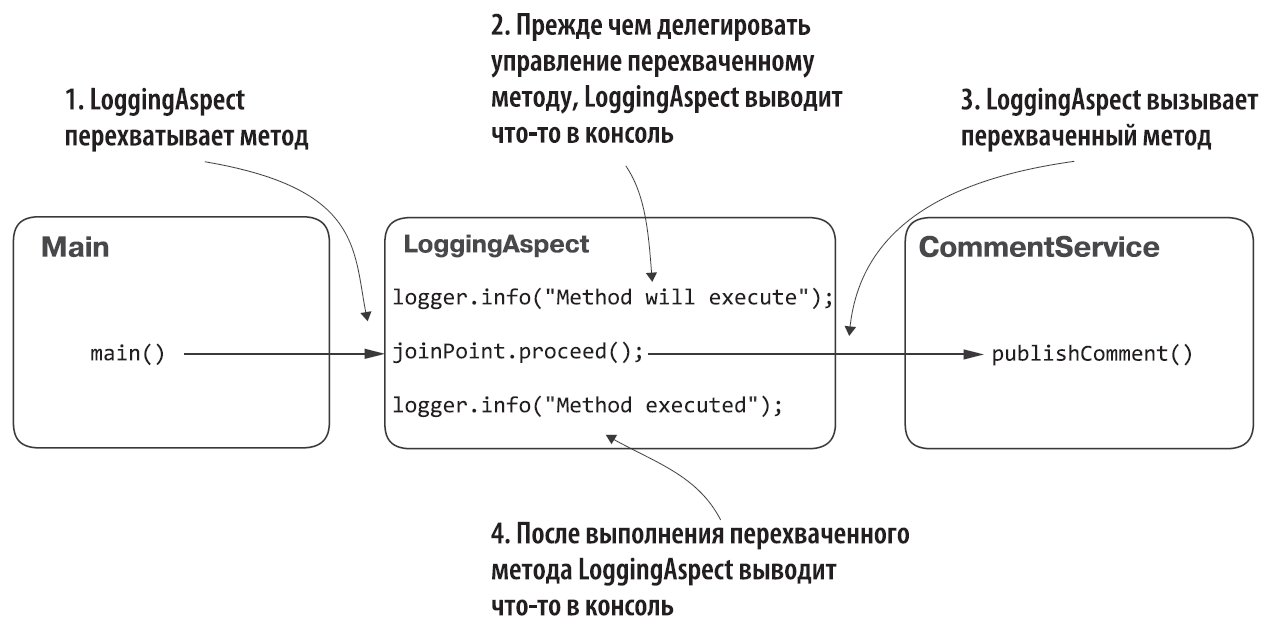 2. Прежде чем делегировать
управление перехваченному
методу, LoggingAspect выводит
что-то в консоль
1. LoggingAspect
перехватывает метод
3. LoggingAspect вызывает
перехваченный метод
Main
main()
LoggingAspect
logger.info("Method will execute");
joinPoint.proceed();
logger.info("Method executed");
CommentService
publishComment()
4. После выполнения перехваченного
метода LoggingAspect выводит
что-то в консоль